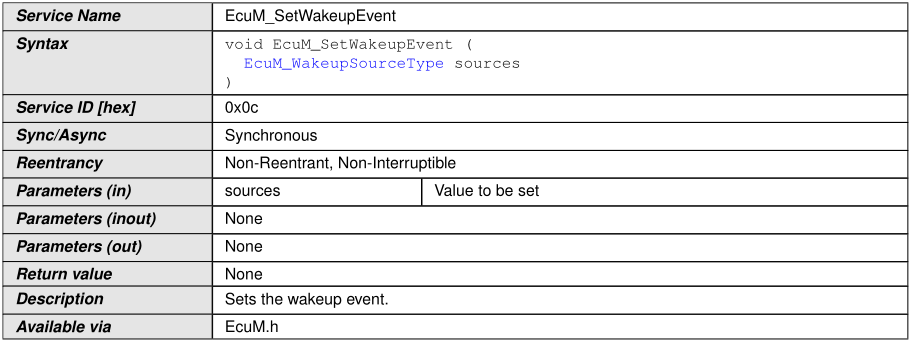 Service Name EcuM_SetWakeupEvent
Syntax void EcuM_SetWakeupEvent (
EcuM_WakeupSourceType sources
)
Service ID [hex] 0x0c
Sync/Async Synchronous
Reentrancy Non-Reentrant, Non-Interruptible
Parameters (in) sources Value to be set
Parameters (inout) None
Parameters (out) None
Return value None
Description Sets the wakeup event.
Available via EcuM.h